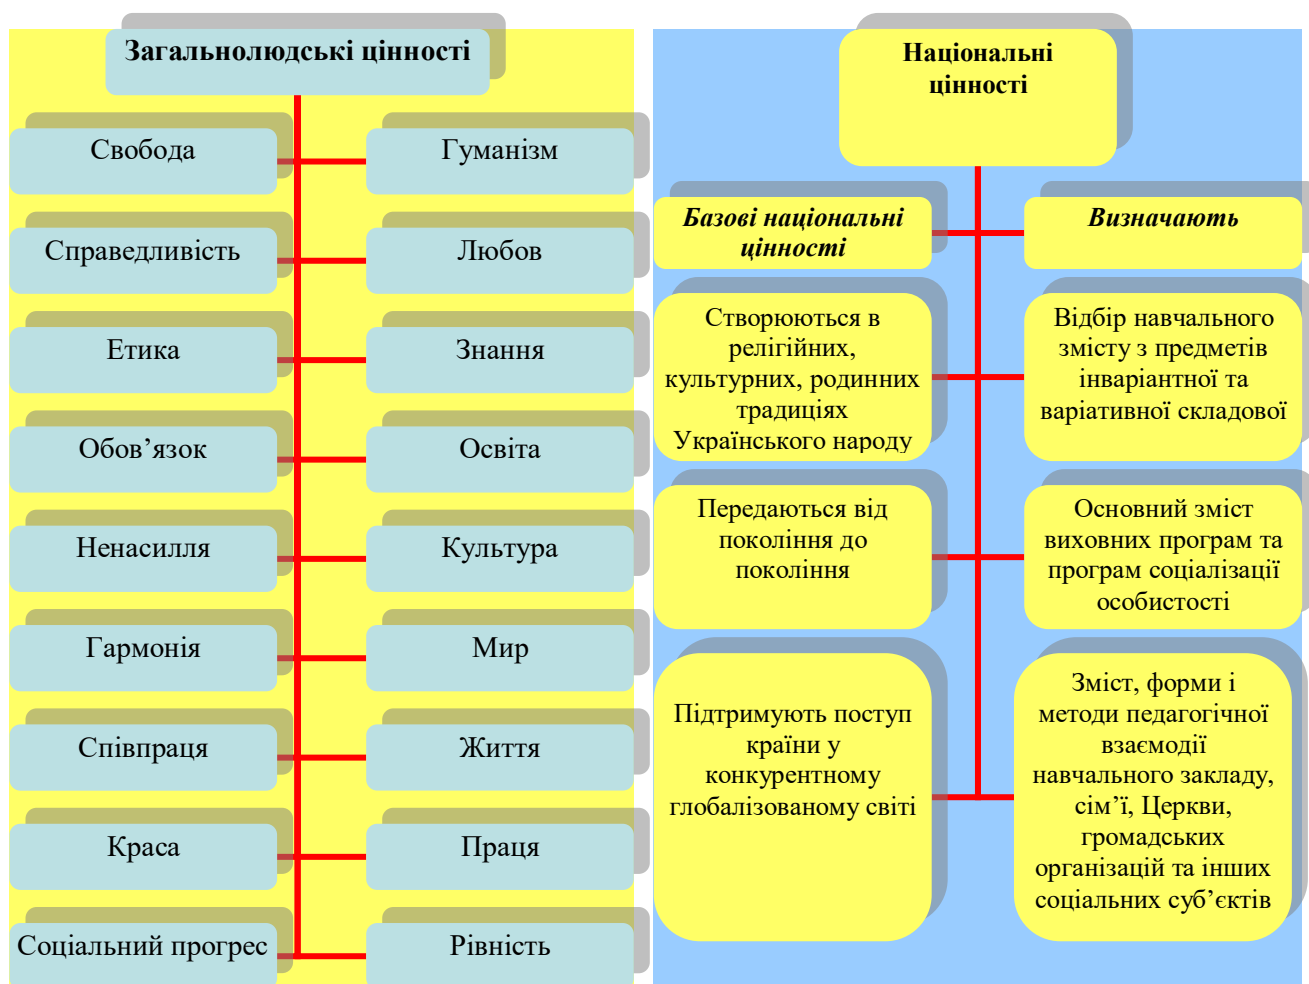 Загальнолюдські цінності
Свобода
Гуманізм
Справедливість
Любов
Етика
Знання
Обов’язок
Освіта
Ненасилля
Культура
Гармонія
Мир
Співпраця
Життя
Краса
Праця
Соціальний прогрес
Рівність
Національні
цінності
Базові національні
цінності
Визначають
Створюються в
релігійних,
культурних, родинних
традиціях
Українського народу
Відбір навчального
змісту з предметів
інваріантної та
варіативної складової
Передаються від
покоління до
покоління
Основний зміст
виховних програм та
програм соціалізації
особистості
Підтримують поступ
країни у
конкурентному
глобалізованому світі
Зміст, форми і
методи педагогічної
взаємодії
навчального закладу,
сім’ї, Церкви,
громадських
організацій та інших
соціальних суб’єктів